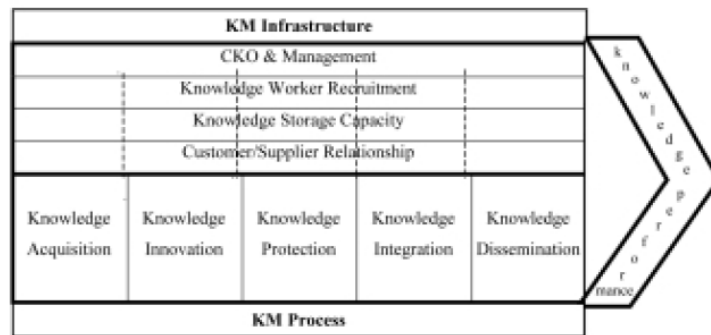 KM Infrastructure
CKO & Management
Knowledge Worker Recruitment
Knowledge Storage Capacity
Customer/Supplier Relationship
Knowledge Acquisition
Knowledge Innovation
Knowledge Protection
Knowledge Integration
Knowledge Dissemination
KM Process
knowledge performance